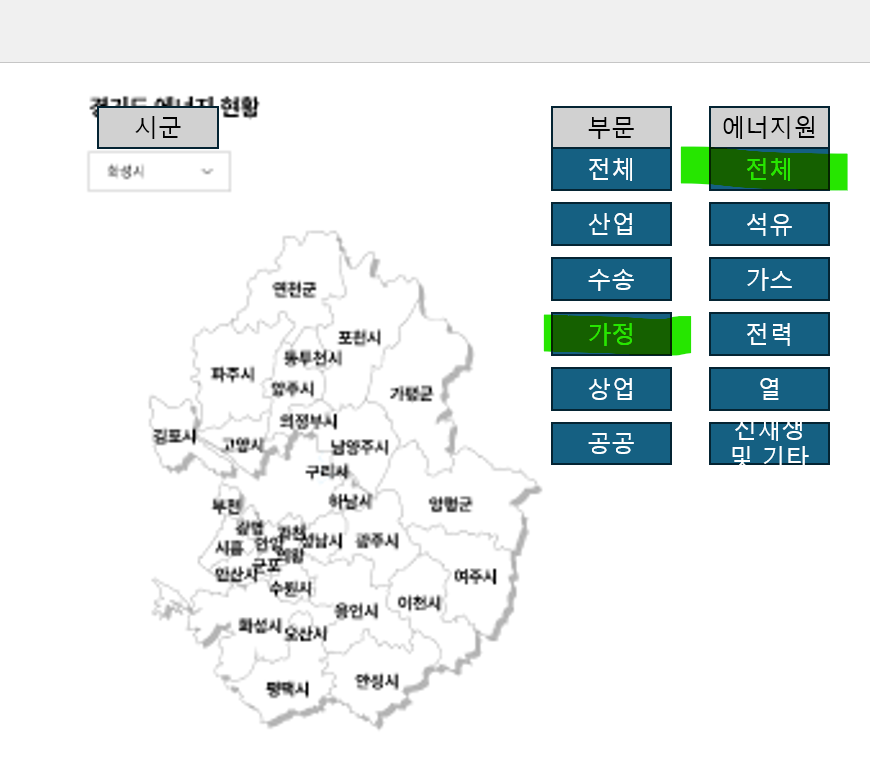 경기도 에너지 현황
시군
부문
에너지원
화성시
전체
전체
산업
석유
수송
가스
가정
전력
상업
열
공공
신재생
및 기타
연천군
포천시
동두천시
파주시
양주시
가평군
의정부시
김포시
고양시
남양주시
구리시
하남시
양평군
부천
광명
과천
시흥
안양
성남시
광주시
의왕
군포
안산시
수원시
여주시
이천시
용인시
화성시
오산시
평택시
안성시